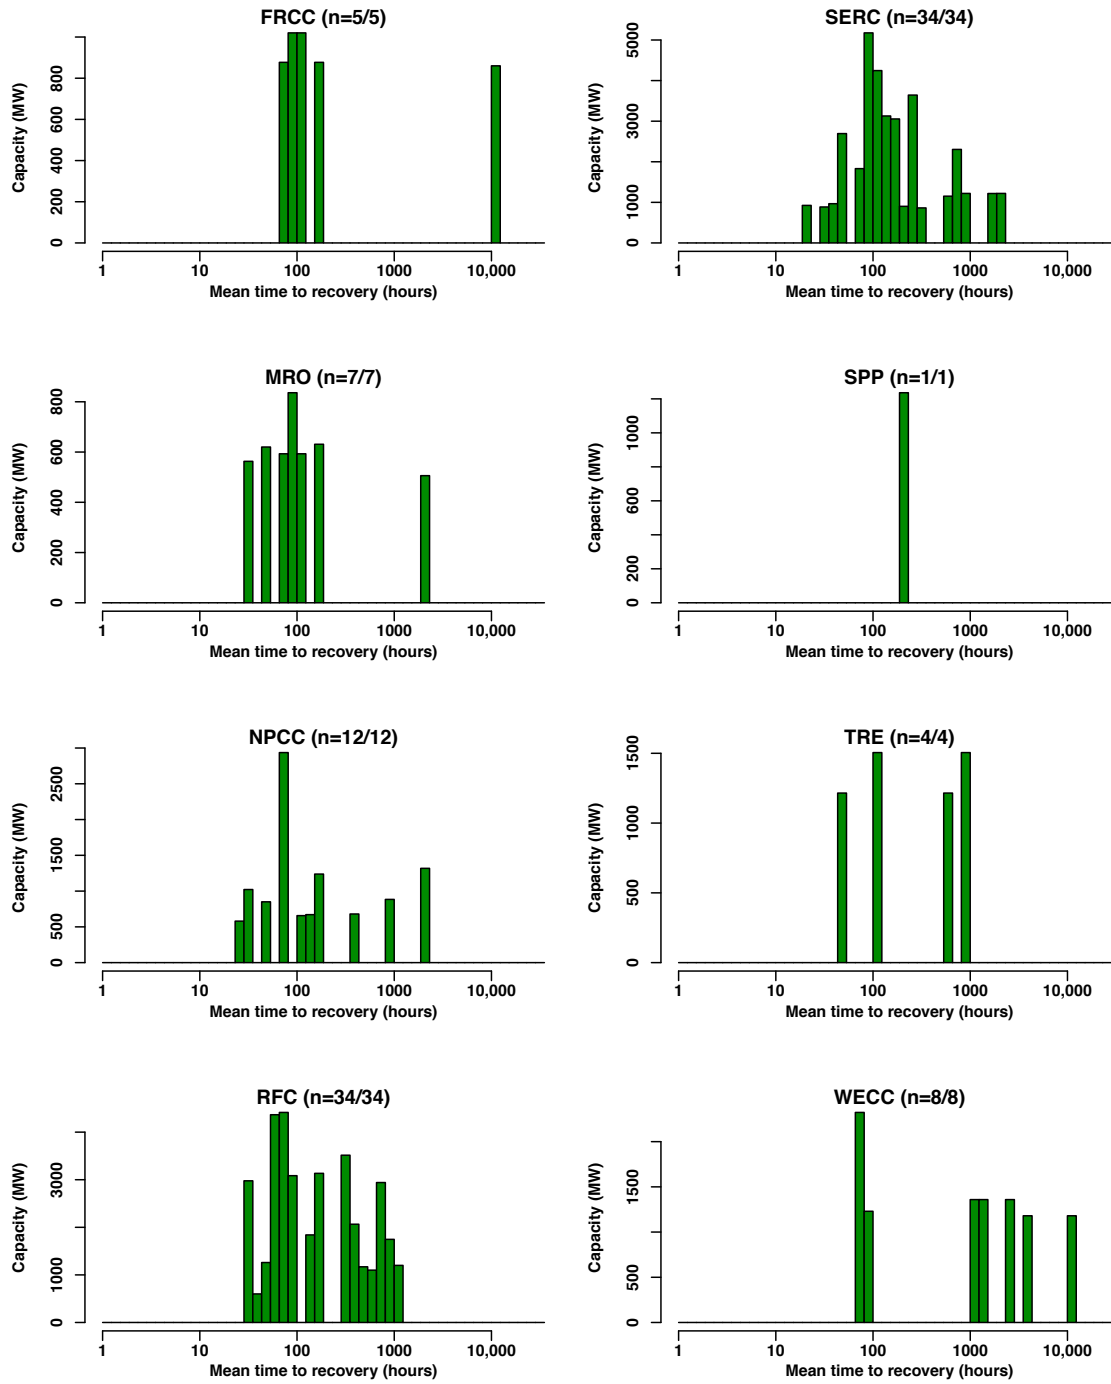 FRCC (n=5/5)
Capacity (MW)
0 200 400 600 800
1 10 100 1000 10,000
Mean time to recovery (hours)
SERC (n=34/34)
Capacity (MW)
0 1000 3000 5000
1 10 100 1000 10,000
Mean time to recovery (hours)
MRO (n=7/7)
Capacity (MW)
0 200 400 600 800
1 10 100 1000 10,000
Mean time to recovery (hours)
SPP (n=1/1)
Capacity (MW)
0 200 600 1000
1 10 100 1000 10,000
Mean time to recovery (hours)
NPCC (n=12/12)
Capacity (MW)
0 500 1500 2500
1 10 100 1000 10,000
Mean time to recovery (hours)
TRE (n=4/4)
Capacity (MW)
0 500 1000 1500
1 10 100 1000 10,000
Mean time to recovery (hours)
RFC (n=34/34)
Capacity (MW)
0 1000 3000
1 10 100 1000 10,000
Mean time to recovery (hours)
WECC (n=8/8)
Capacity (MW)
0 500 1500
1 10 100 1000 10,000
Mean time to recovery (hours)